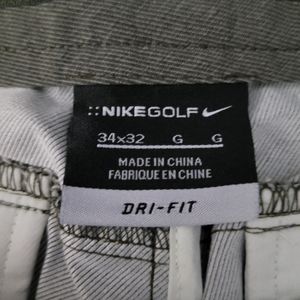 ::NIKEGOLF
34x32 G G
MADE IN CHINA
FABRIQUE EN CHINE
DRI-FIT